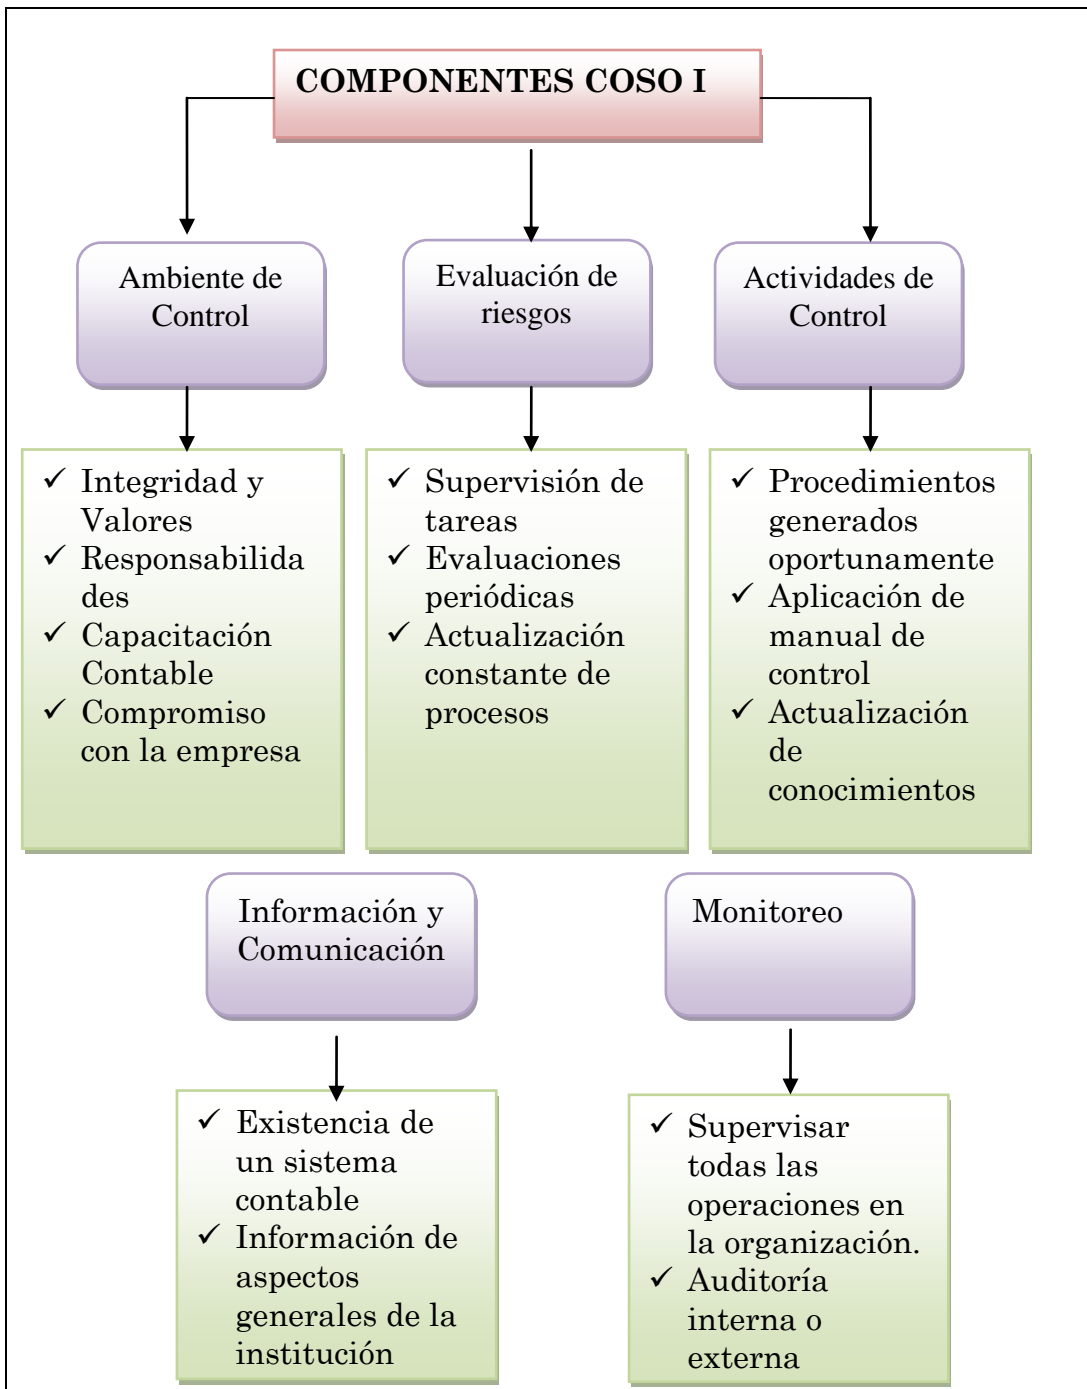 COMPONENTES COSO I
Ambiente de
Control
Evaluación de
riesgos
Actividades de
Control
✓ Integridad y
Valores
✓ Responsabilida
des
✓ Capacitación
Contable
✓ Compromiso
con la empresa
✓ Supervisión de
tareas
✓ Evaluaciones
periódicas
✓ Actualización
constante de
procesos
✓ Procedimientos
generados
oportunamente
✓ Aplicación de
manual de
control
✓ Actualización
de
conocimientos
Información y
Comunicación
Monitoreo
✓ Existencia de
un sistema
contable
✓ Información de
aspectos
generales de la
institución
✓ Supervisar
todas las
operaciones en
la organización.
✓ Auditoría
interna o
externa